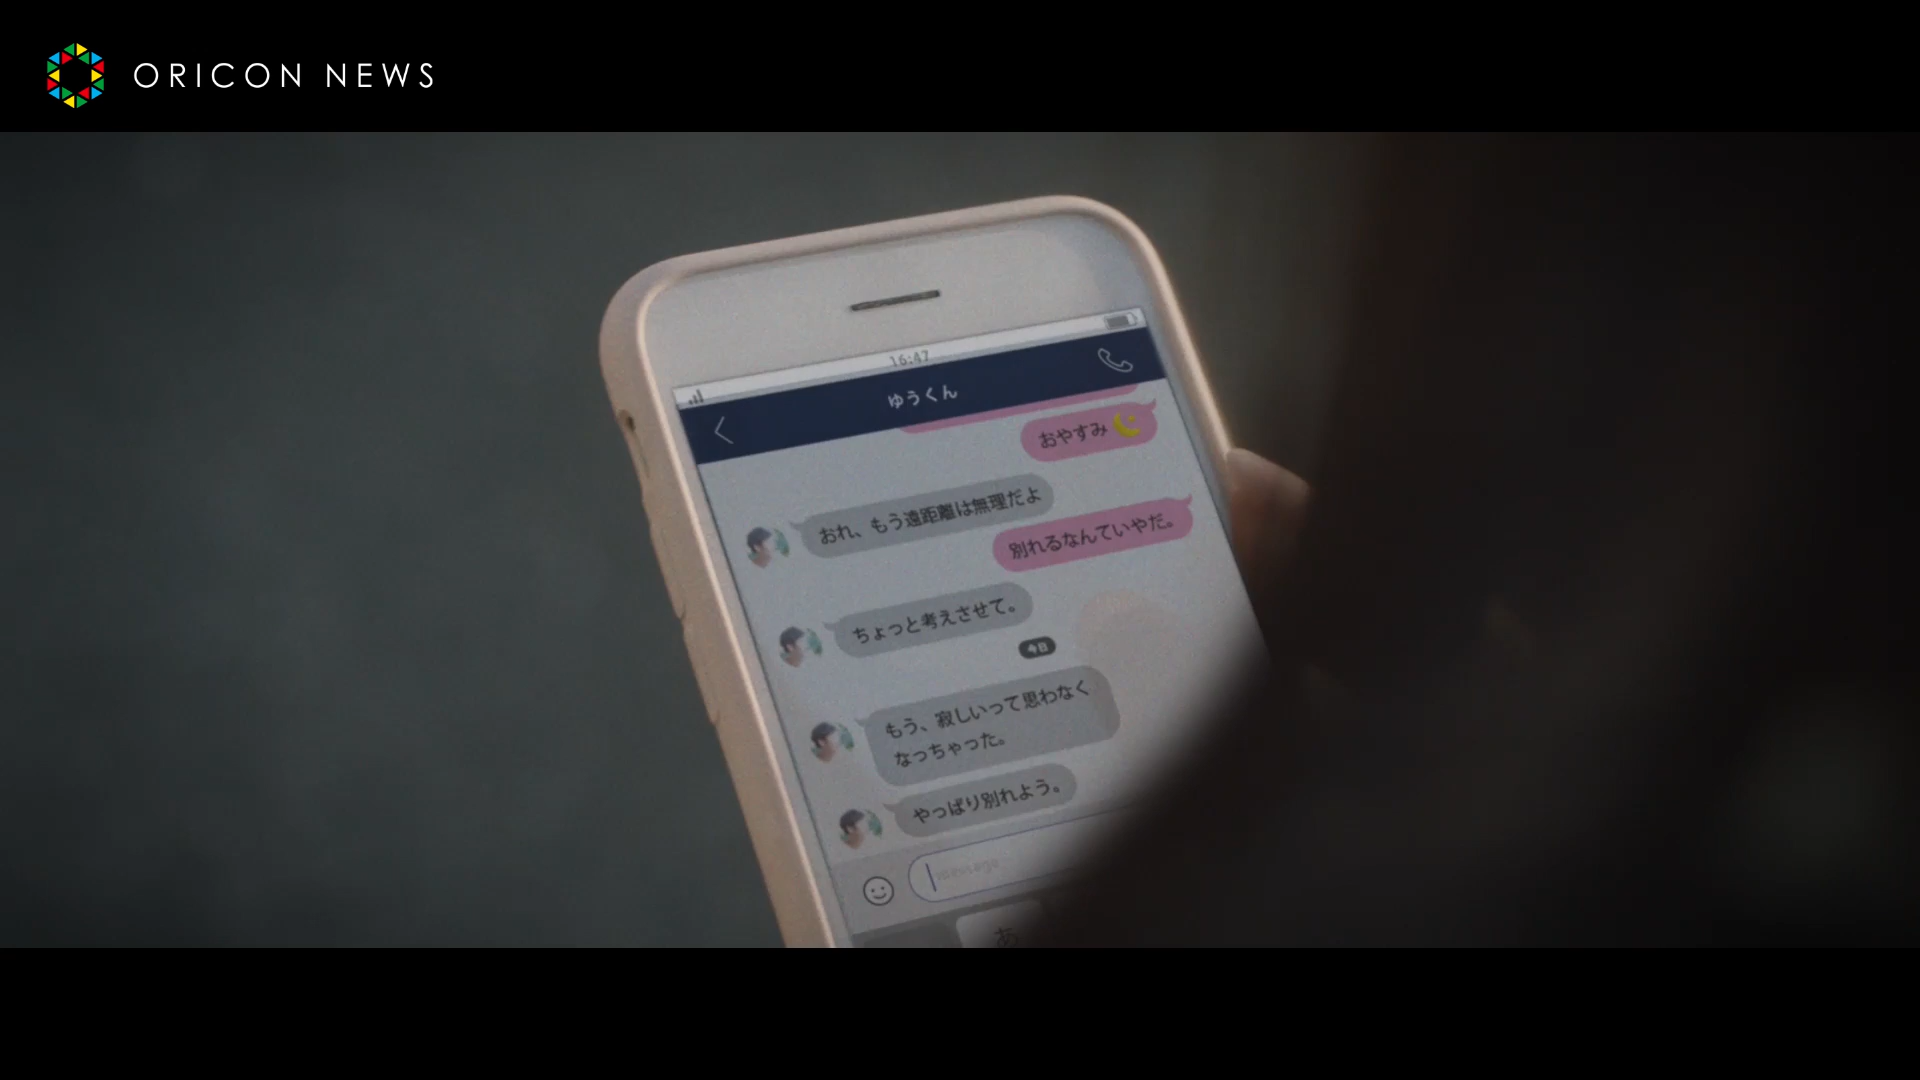 ORICON NEWS
16:47
ゆうくん
おやすみ
おれ、もう遠距離は無理だよ
別れるなんていやだ。
ちょっと考えさせて。
今日
もう、寂しいって思わなく
なっちゃった。
やっぱり別れよう。
message
あ